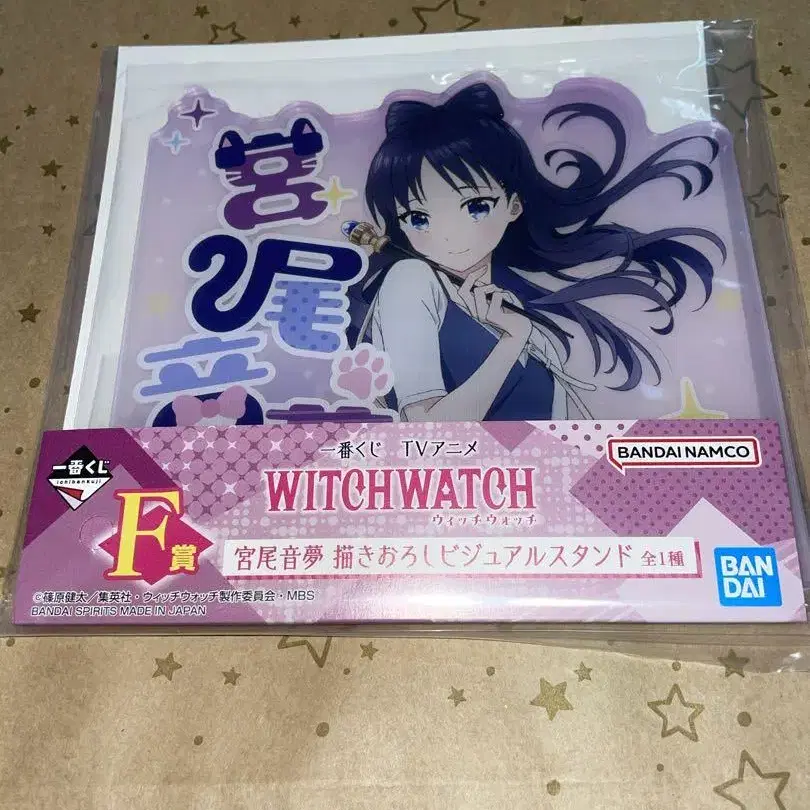 宮
尾
音
一番くじ
ichibankuji
F賞
一番くじ TVアニメ
WITCHWATCH
ウィッチウォッチ
BANDAI NAMCO
宮尾音夢 描きおろしビジュアルスタンド 全1種
BAN
DAI
©篠原健太／集英社・ウィッチウォッチ製作委員会・MBS
BANDAI SPIRITS MADE IN JAPAN